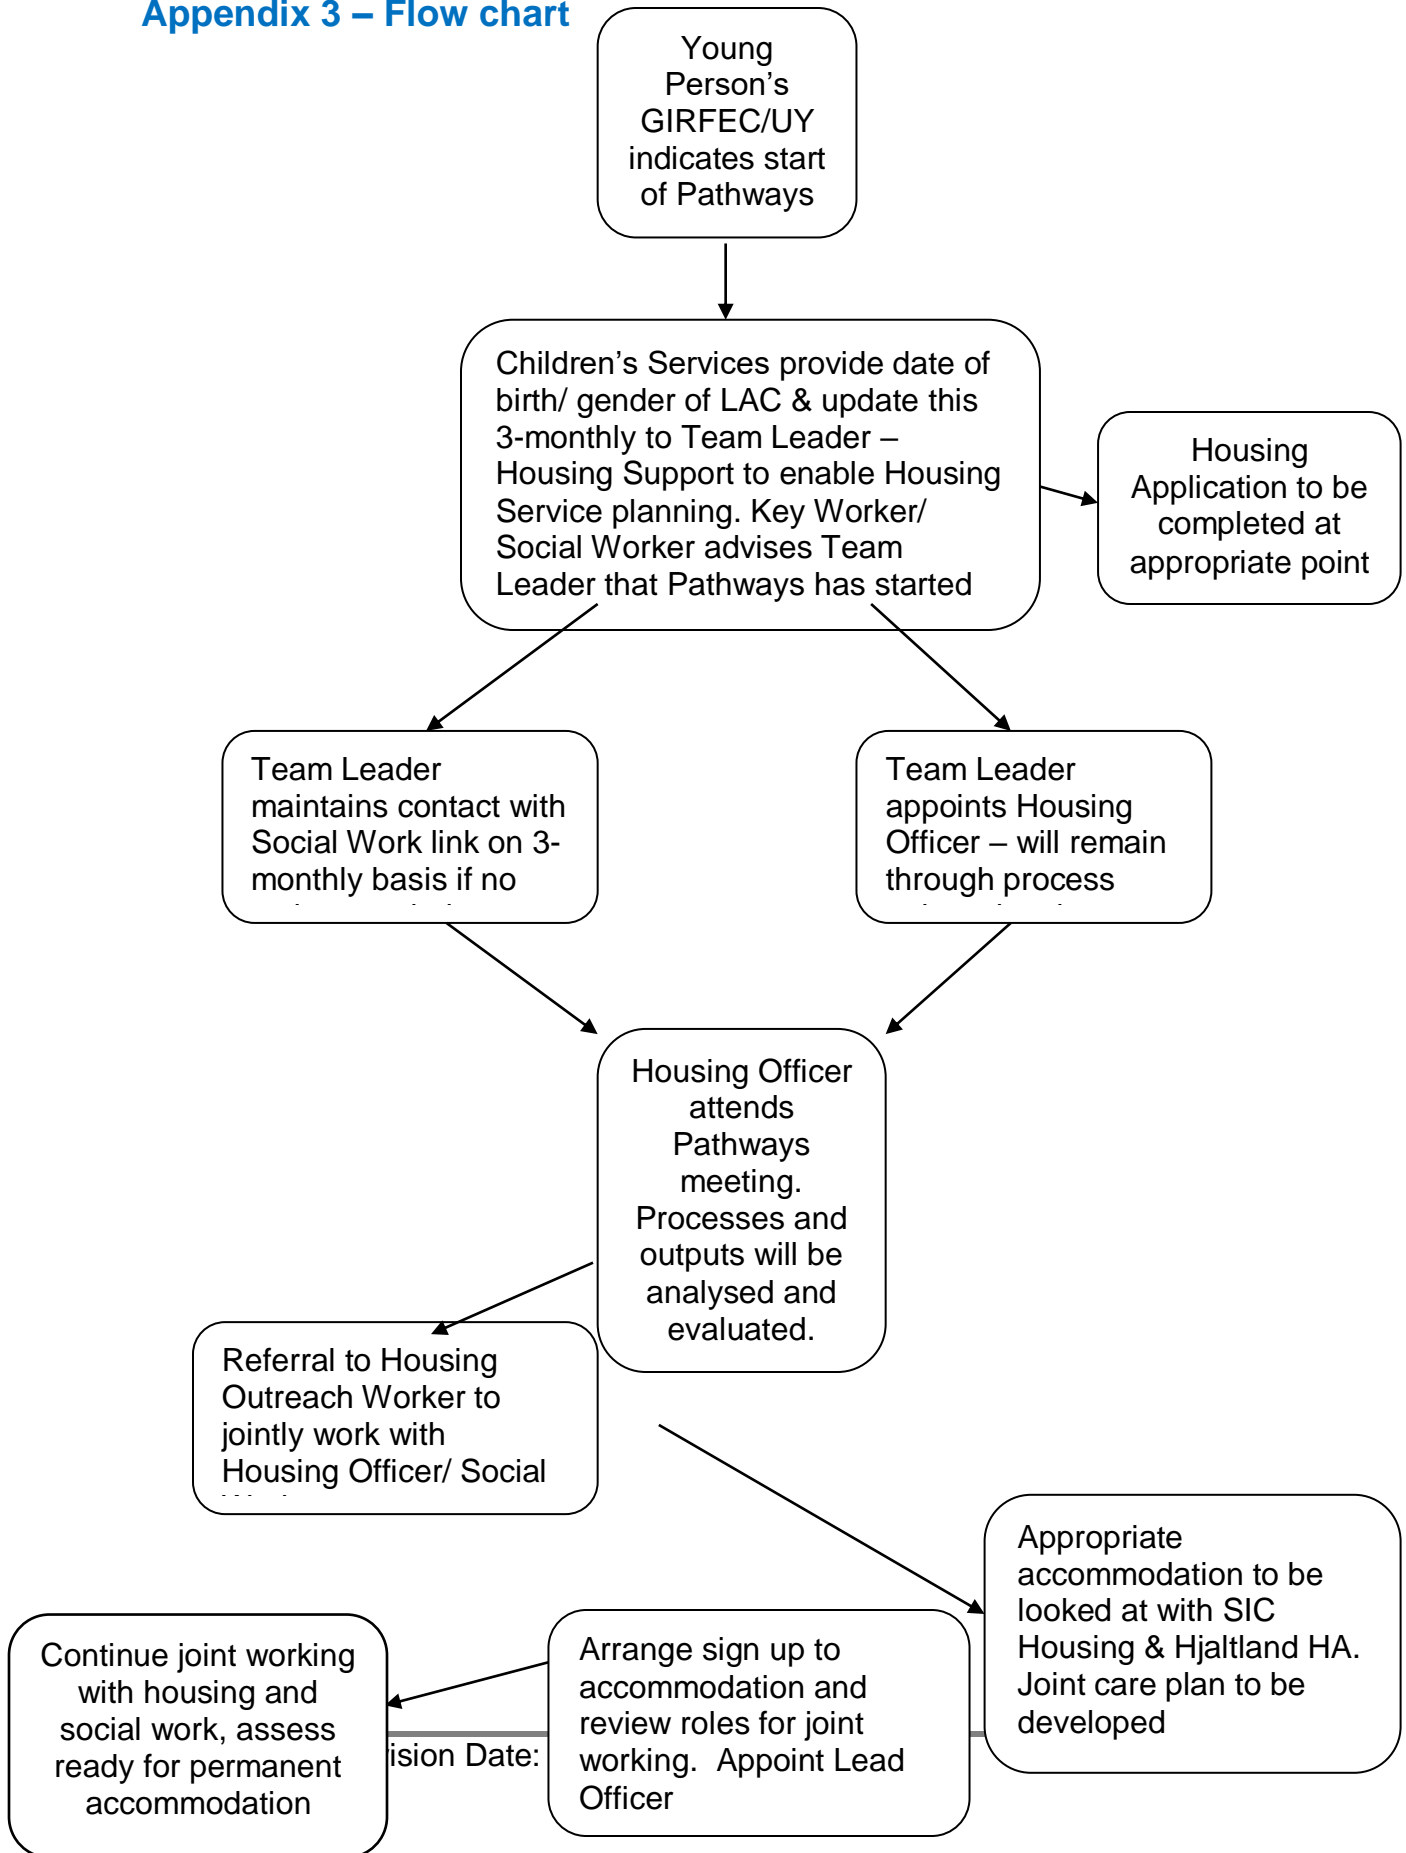 Appendix 3 – Flow chart
Young
Person’s
GIRFEC/UY
indicates start
of Pathways
Children’s Services provide date of
birth/ gender of LAC & update this
3-monthly to Team Leader –
Housing Support to enable Housing
Service planning. Key Worker/
Social Worker advises Team
Leader that Pathways has started
Housing
Application to be
completed at
appropriate point
Team Leader
maintains contact with
Social Work link on 3-
monthly basis if no
Team Leader
appoints Housing
Officer – will remain
through process
Housing Officer
attends
Pathways
meeting.
Processes and
outputs will be
analysed and
evaluated.
Referral to Housing
Outreach Worker to
jointly work with
Housing Officer/ Social
Appropriate
accommodation to be
looked at with SIC
Housing & Hjaltland HA.
Joint care plan to be
developed
Arrange sign up to
accommodation and
review roles for joint
working.  Appoint Lead
Officer
Continue joint working
with housing and
social work, assess
ready for permanent
accommodation
ision Date: